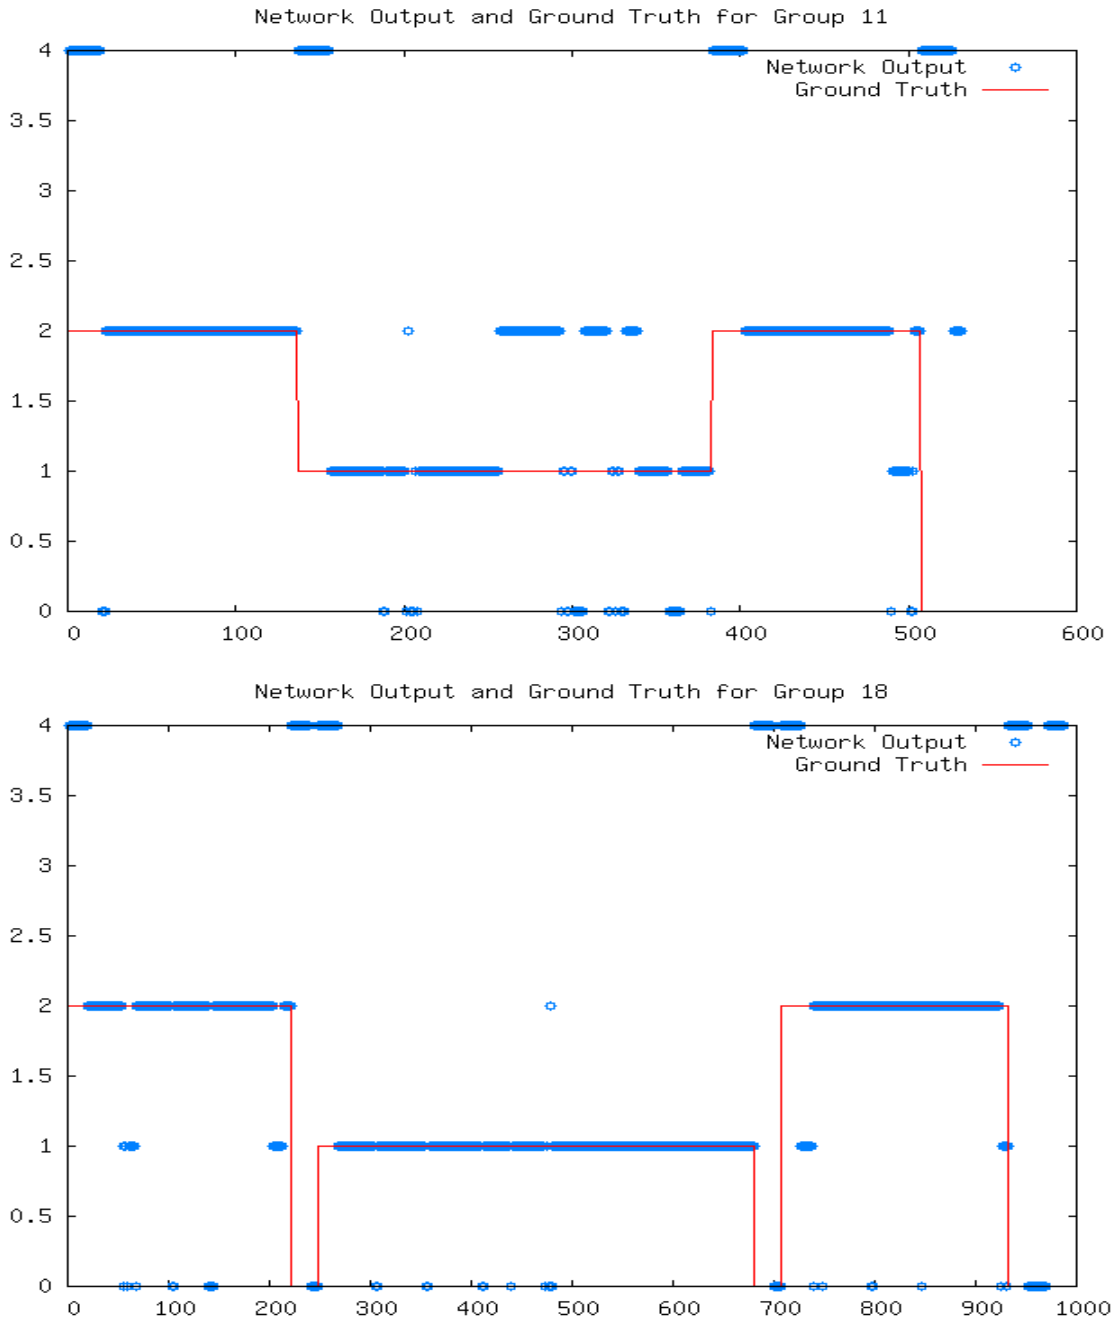 Network Output and Ground Truth for Group 11
4
Network Output
Ground Truth
3.5
3
2.5
2
1.5
1
0.5
0
0 100 200 300 400 500 600
Network Output and Ground Truth for Group 18
4
Network Output
Ground Truth
3.5
3
2.5
2
1.5
1
0.5
0
0 100 200 300 400 500 600 700 800 900 1000